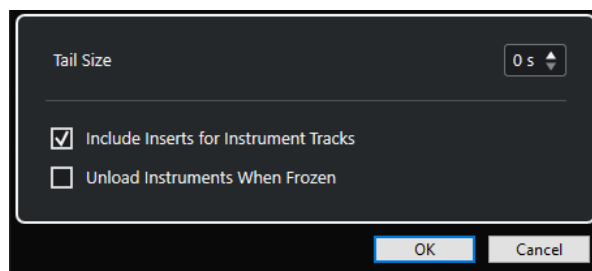 Tail Size
0 s
Include Inserts for Instrument Tracks
Unload Instruments When Frozen
OK
Cancel